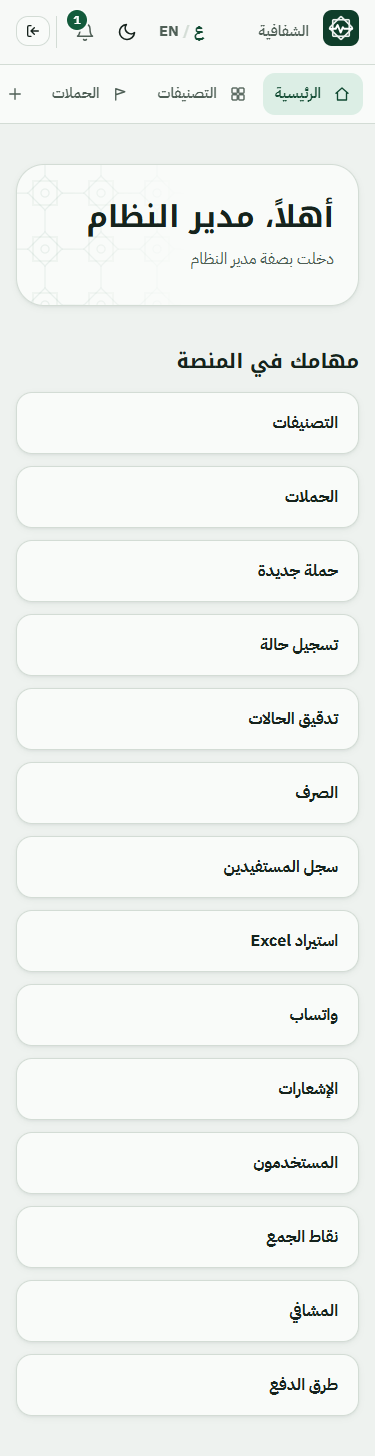 الشفافية
ع / EN
1
الرئيسية
التصنيفات
الحملات
أهلاً، مدير النظام
دخلت بصفة مدير النظام
مهامك في المنصة
التصنيفات
الحملات
حملة جديدة
تسجيل حالة
تدقيق الحالات
الصرف
سجل المستفيدين
استيراد Excel
واتساب
الإشعارات
المستخدمون
نقاط الجمع
المشافي
طرق الدفع